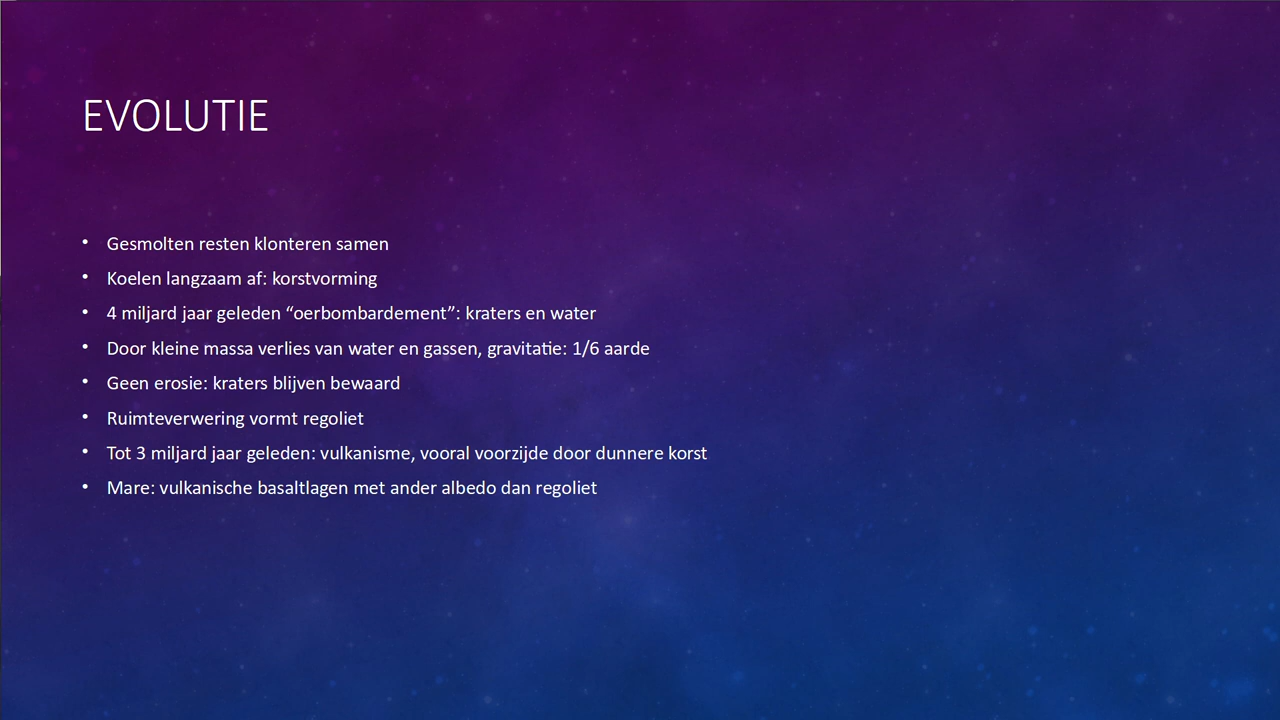 EVOLUTIE
• Gesmolten resten klonteren samen
• Koelen langzaam af: korstvorming
• 4 miljard jaar geleden “oerbombardement”: kraters en water
• Door kleine massa verlies van water en gassen, gravitatie: 1/6 aarde
• Geen erosie: kraters blijven bewaard
• Ruimteverwering vormt regoliet
• Tot 3 miljard jaar geleden: vulkanisme, vooral voorzijde door dunnere korst
• Mare: vulkanische basaltlagen met ander albedo dan regoliet